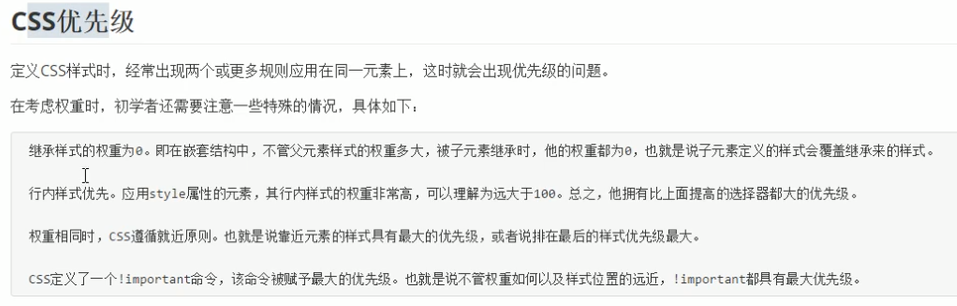 CSS优先级
定义CSS样式时，经常出现两个或更多规则应用在同一元素上，这时就会出现优先级的问题。
在考虑权重时，初学者还需要注意一些特殊的情况，具体如下：
继承样式的权重为0。即在嵌套结构中，不管父元素样式的权重多大，被子元素继承时，他的权重都为0，也就是说子元素定义的样式会覆盖继承来的样式。
行内样式优先。应用style属性的元素，其行内样式的权重非常高，可以理解为远大于100。总之，他拥有比上面提高的选择器都大的优先级。
权重相同时，CSS遵循就近原则。也就是说靠近元素的样式具有最大的优先级，或者说排在最后的样式优先级最大。
CSS定义了一个!important命令，该命令被赋予最大的优先级。也就是说不管权重如何以及样式位置的远近，!important都具有最大优先级。